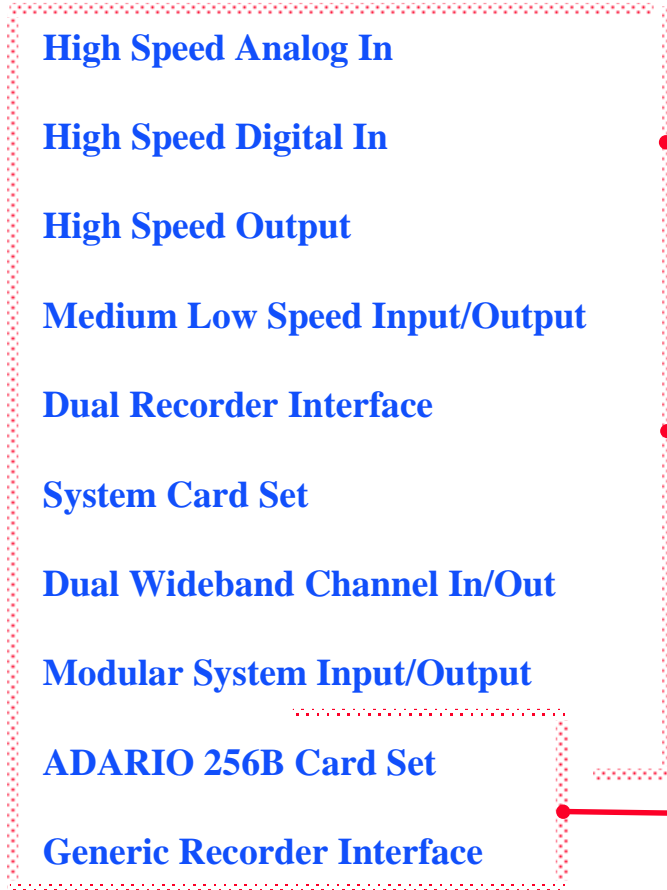 High Speed Analog In
High Speed Digital In
High Speed Output
Medium Low Speed Input/Output
Dual Recorder Interface
System Card Set
Dual Wideband Channel In/Out
Modular System Input/Output
ADARIO 256B Card Set
Generic Recorder Interface